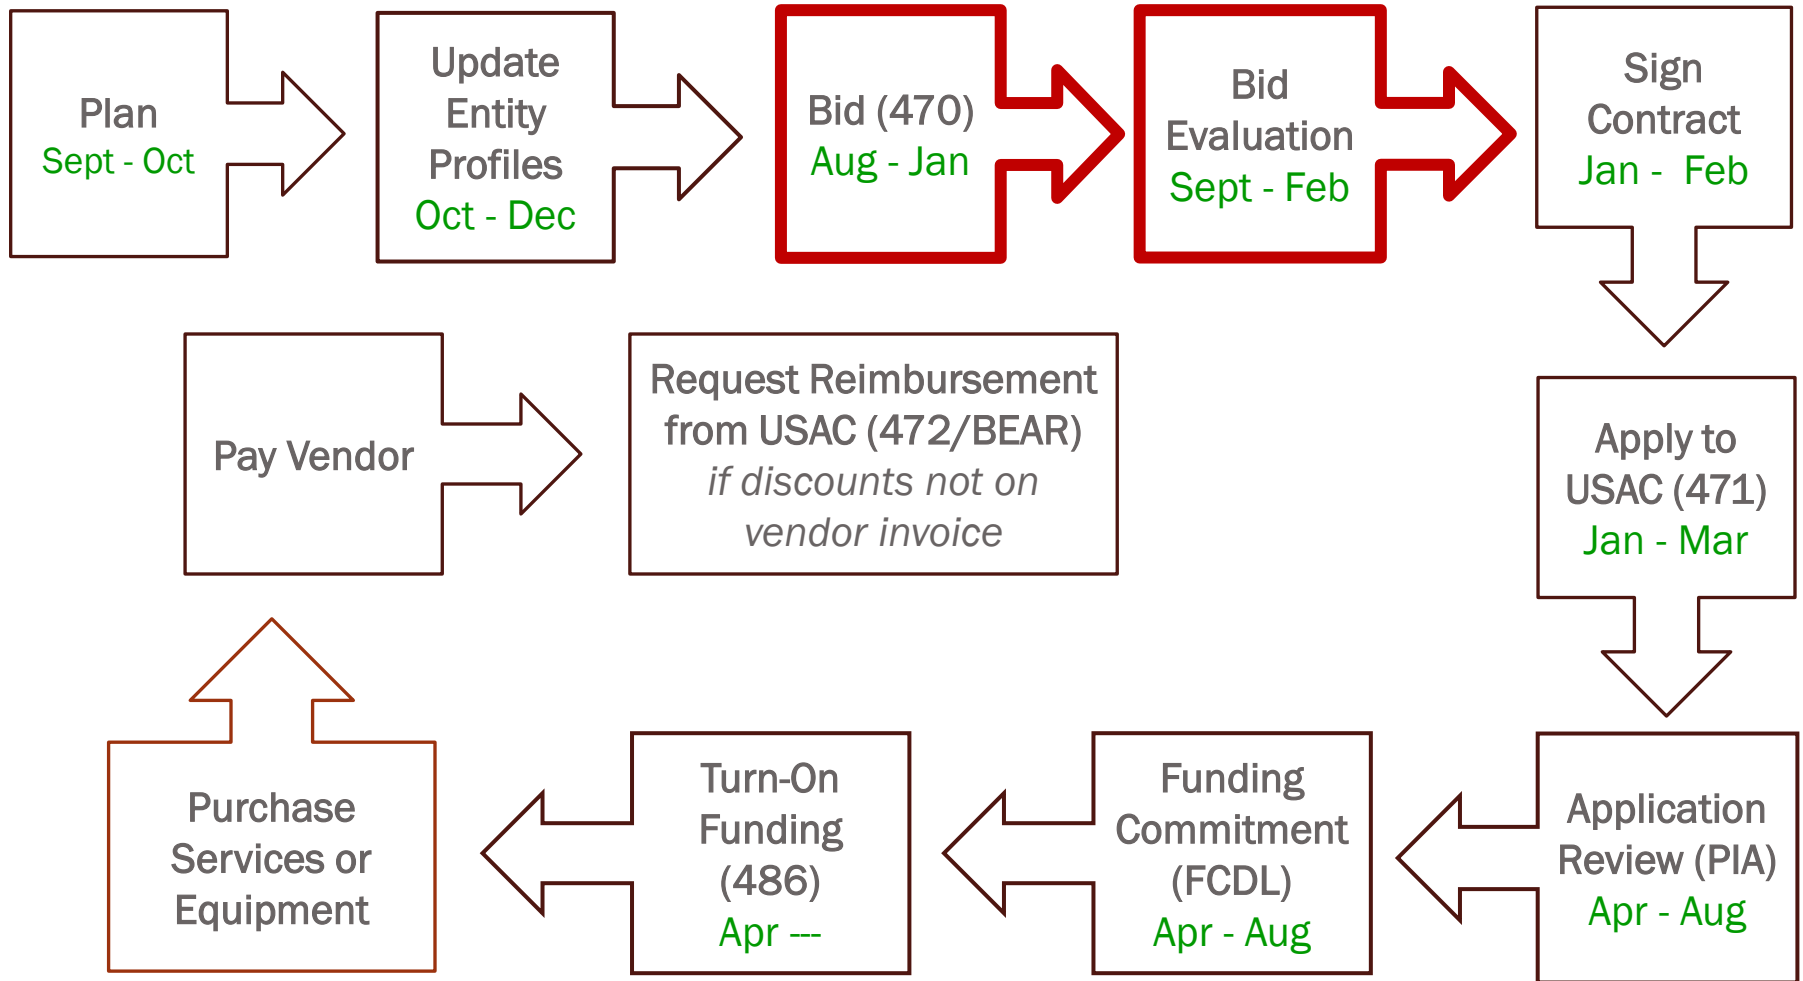 Plan
Sept - Oct
Update
Entity
Profiles
Oct - Dec
Bid (470)
Aug - Jan
Bid
Evaluation
Sept - Feb
Sign
Contract
Jan - Feb
Apply to
USAC (471)
Jan - Mar
Application
Review (PIA)
Apr - Aug
Funding
Commitment
(FCDL)
Apr - Aug
Turn-On
Funding
(486)
Apr ---
Purchase
Services or
Equipment
Pay Vendor
Request Reimbursement
from USAC (472/BEAR)
if discounts not on
vendor invoice